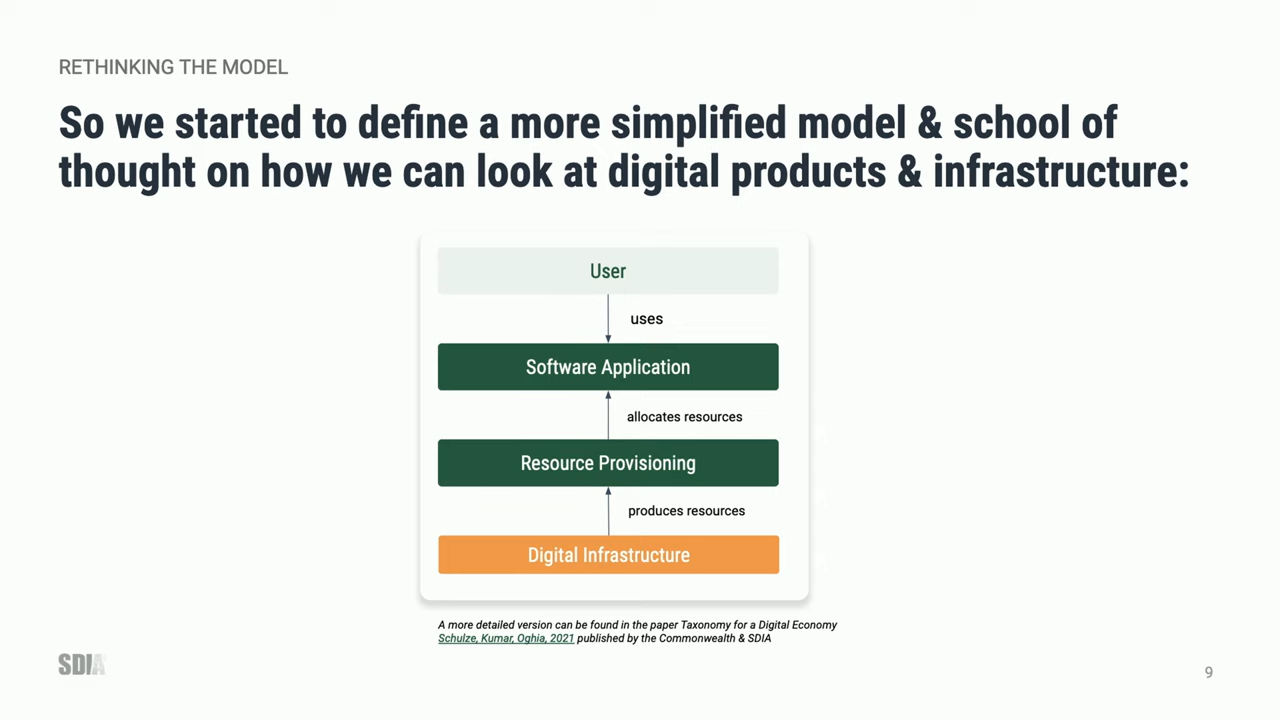 RETHINKING THE MODEL
So we started to define a more simplified model & school of
thought on how we can look at digital products & infrastructure:
User
uses
Software Application
allocates resources
Resource Provisioning
produces resources
Digital Infrastructure
A more detailed version can be found in the paper Taxonomy for a Digital Economy
Schulze, Kumar, Oghia, 2021 published by the Commonwealth & SDIA
SDIA
9